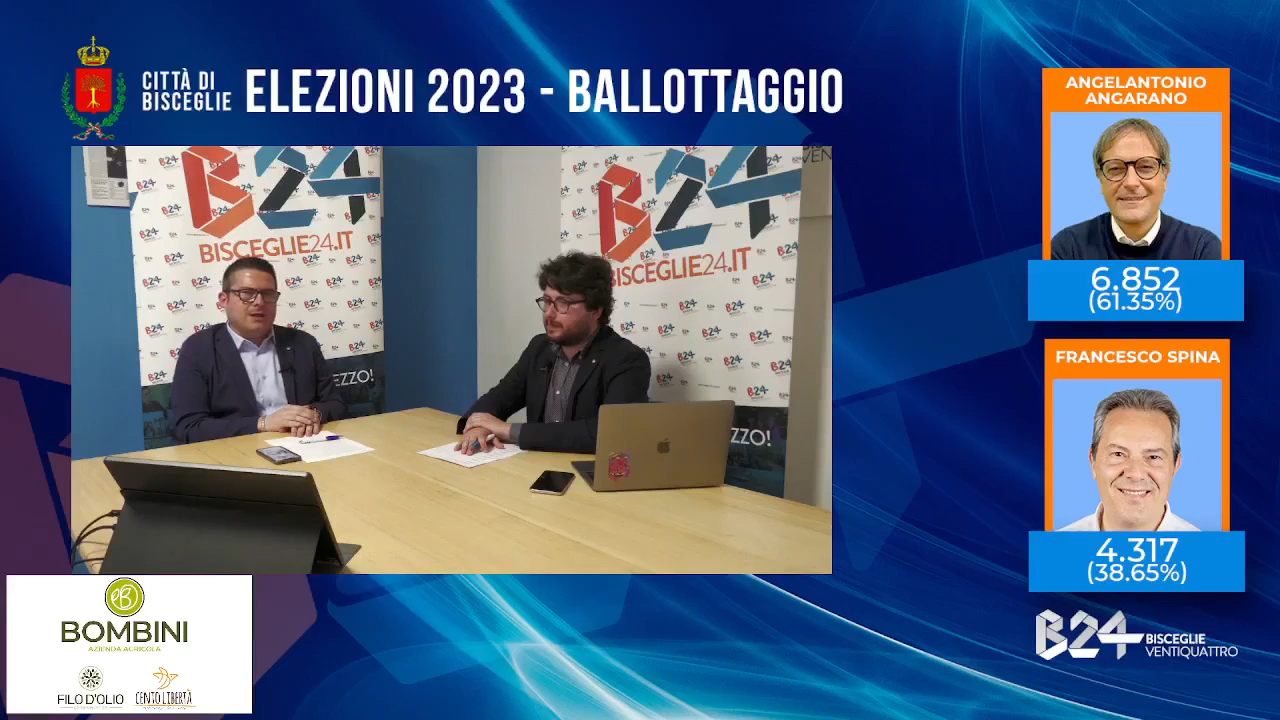 CITTÀ DI
BISCEGLIE
ELEZIONI 2023 - BALLOTTAGGIO
ANGELANTONIO
ANGARANO
6.852
(61.35%)
FRANCESCO SPINA
4.317
(38.65%)
B24
BISCEGLIE
VENTIQUATTRO
B24
BISCEGLIE24.IT
EZZO!
B24
BISCEGLIE24.IT
ZZO!
BOMBINI
AZIENDA AGRICOLA
FILO D'OLIO
CENTO LIBERTÀ